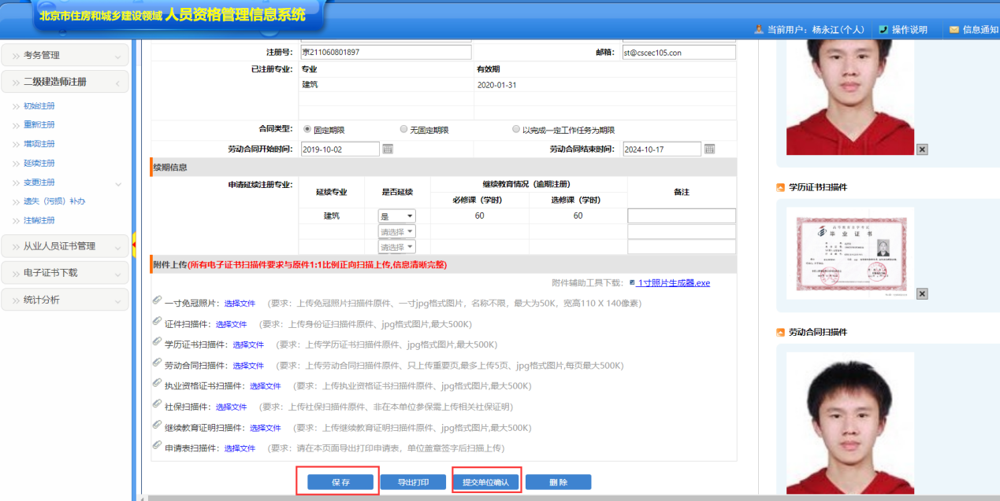 北京市住房和城乡建设领域 人员资格管理信息系统
当前用户：杨永江(个人) 操作说明 信息通知
考务管理
二级建造师注册
初始注册
重新注册
增项注册
延续注册
变更注册
遗失（污损）补办
注销注册
从业人员证书管理
电子证书下载
统计分析
注册号： 京211060801897 邮箱： st@cscec105.con
已注册专业： 专业 有效期
建筑 2020-01-31
合同类型： 固定期限 无固定期限 以完成一定工作任务为期限
劳动合同开始时间： 2019-10-02 劳动合同结束时间： 2024-10-17
续期信息
申请延续注册专业： 延续专业 是否延续 继续教育情况（逾期注册） 备注
必修课（学时） 选修课（学时）
建筑 是 60 60
请选择
请选择
附件上传(所有电子证书扫描件要求与原件1:1比例正向扫描上传,信息清晰完整)
附件辅助工具下载： 1寸照片生成器.exe
一寸免冠照片： 选择文件 （要求：上传免冠照片扫描件原件、一寸jpg格式图片，名称不限，最大为50K，宽高110 X 140像素）
证件扫描件： 选择文件 （要求：上传身份证扫描件原件、jpg格式图片,最大500K）
学历证书扫描件： 选择文件 （要求：上传学历证书扫描件原件、jpg格式图片,最大500K）
劳动合同扫描件： 选择文件 （要求：上传劳动合同扫描件原件、只上传重要页,最多上传5页、jpg格式图片,每页最大500K）
执业资格证书扫描件： 选择文件 （要求：上传执业资格证书扫描件原件、jpg格式图片,最大500K）
社保扫描件： 选择文件 （要求：上传社保扫描件原件、非在本单位参保需上传相关社保证明）
继续教育证明扫描件： 选择文件 （要求：上传继续教育证明扫描件原件、jpg格式图片,最大500K）
申请表扫描件： 选择文件 （要求：请在本页面导出打印申请表，单位盖章签字后扫描上传）
保 存 导出打印 提交单位确认 删 除
学历证书扫描件
毕 业 证 书
劳动合同扫描件